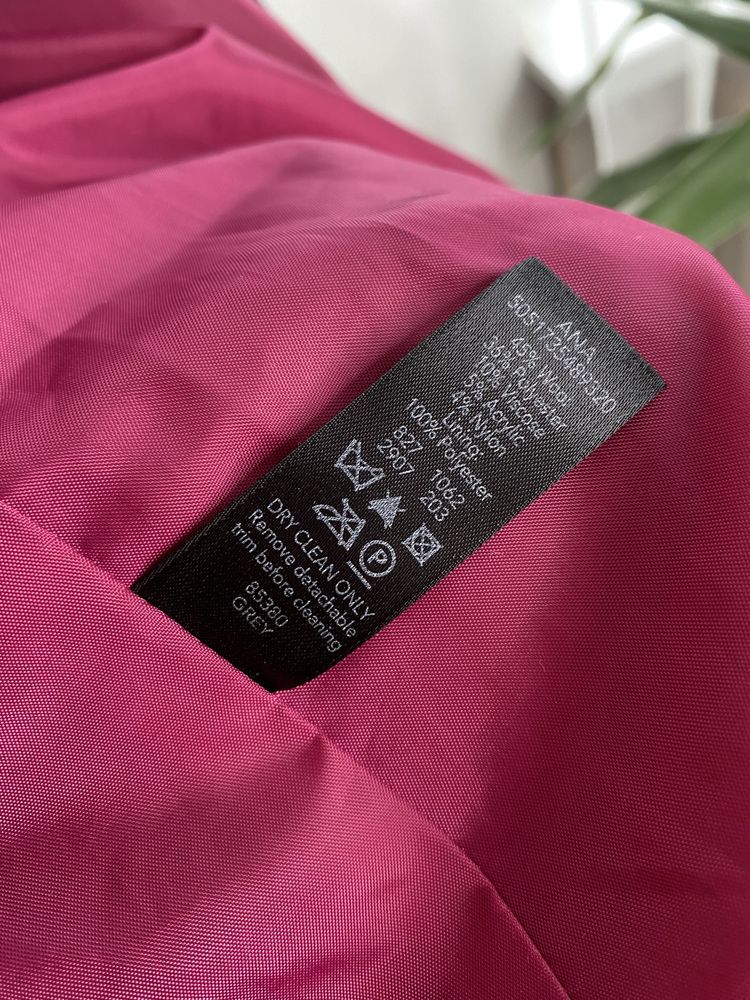 ANA
5051735489320
45% Wool
36% Polyester
10% Viscose
5% Acrylic
4% Nylon
Lining:
100% Polyester
827 1062
2907 203
P
DRY CLEAN ONLY
Remove detachable
trim before cleaning
85380
GREY